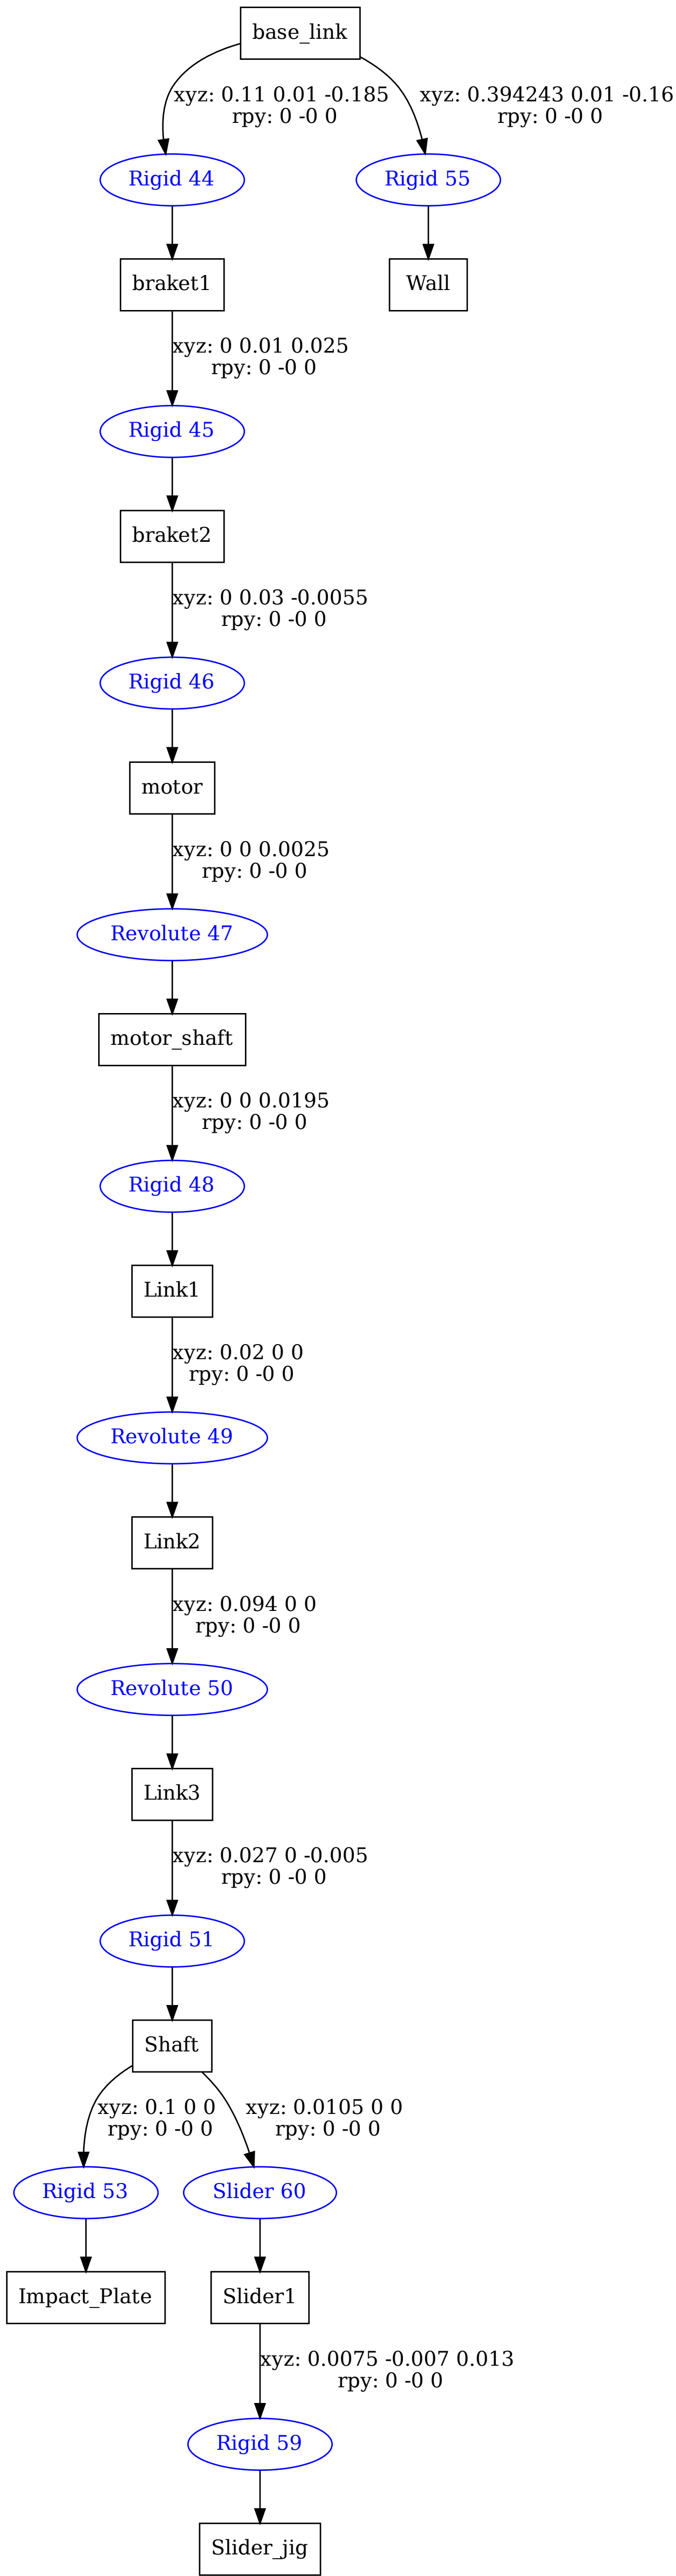 base_link
xyz: 0.11 0.01 -0.185
rpy: 0 -0 0
xyz: 0.394243 0.01 -0.16
rpy: 0 -0 0
Rigid 44
Rigid 55
braket1
Wall
xyz: 0 0.01 0.025
rpy: 0 -0 0
Rigid 45
braket2
xyz: 0 0.03 -0.0055
rpy: 0 -0 0
Rigid 46
motor
xyz: 0 0 0.0025
rpy: 0 -0 0
Revolute 47
motor_shaft
xyz: 0 0 0.0195
rpy: 0 -0 0
Rigid 48
Link1
xyz: 0.02 0 0
rpy: 0 -0 0
Revolute 49
Link2
xyz: 0.094 0 0
rpy: 0 -0 0
Revolute 50
Link3
xyz: 0.027 0 -0.005
rpy: 0 -0 0
Rigid 51
Shaft
xyz: 0.1 0 0
rpy: 0 -0 0
xyz: 0.0105 0 0
rpy: 0 -0 0
Rigid 53
Slider 60
Impact_Plate
Slider1
xyz: 0.0075 -0.007 0.013
rpy: 0 -0 0
Rigid 59
Slider_jig